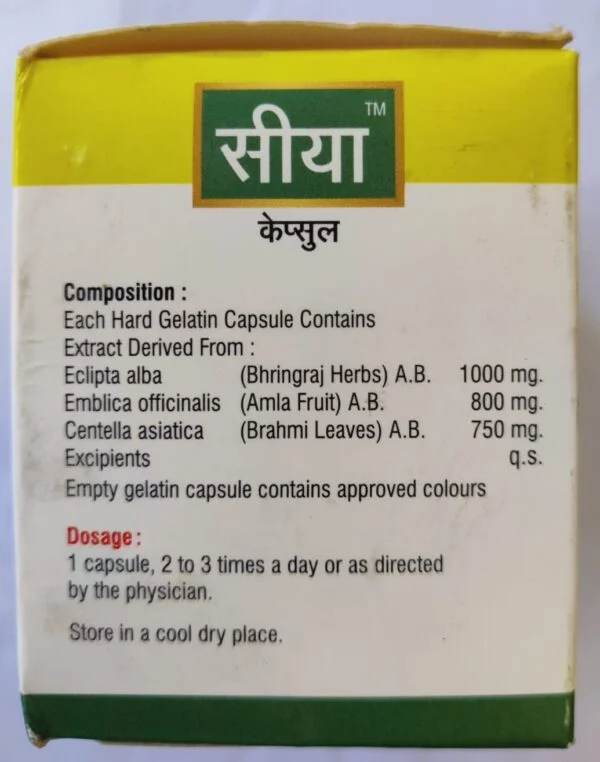 सीया™
केप्सुल
Composition :
Each Hard Gelatin Capsule Contains
Extract Derived From :
Eclipta alba (Bhringraj Herbs) A.B. 1000 mg.
Emblica officinalis (Amla Fruit) A.B. 800 mg.
Centella asiatica (Brahmi Leaves) A.B. 750 mg.
Excipients q.s.
Empty gelatin capsule contains approved colours
Dosage :
1 capsule, 2 to 3 times a day or as directed
by the physician.
Store in a cool dry place.